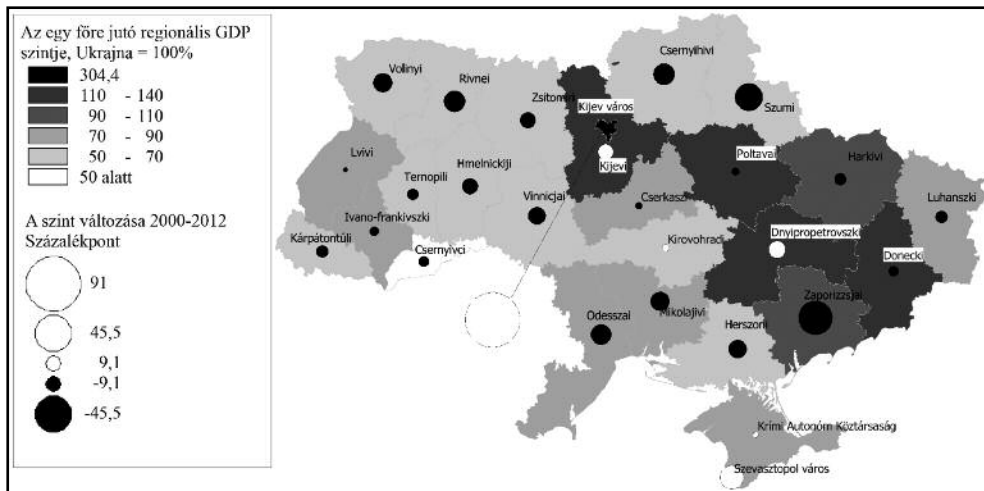 Az egy főre jutó regionális GDP
szintje, Ukrajna = 100%
304,4
110 - 140
90 - 110
70 - 90
50 - 70
50 alatt
A szint változása 2000-2012
Százalékpont
91
45,5
9,1
-9,1
-45,5
Volinyi
Rivnei
Zsitomiri
Kijev város
Kijevi
Csernyihivi
Szumi
Lvivi
Ternopili
Hmelnickiji
Vinnicjai
Cserkaszi
Poltavai
Harkivi
Luhanszki
Ivano-frankivszki
Kárpátontúli
Csernyivci
Kirovohradi
Dnyipropetrovszki
Donecki
Zaporizzsjai
Odesszai
Mikolajivi
Herszoni
Krími Autonóm Köztársaság
Szevasztopol város